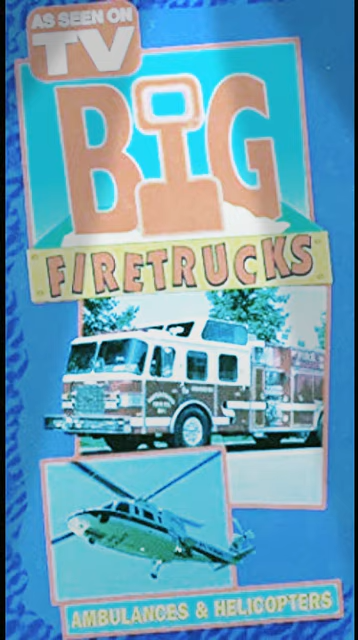 AS SEEN ON
TV
BIG
FIRETRUCKS
AMBULANCES & HELICOPTERS